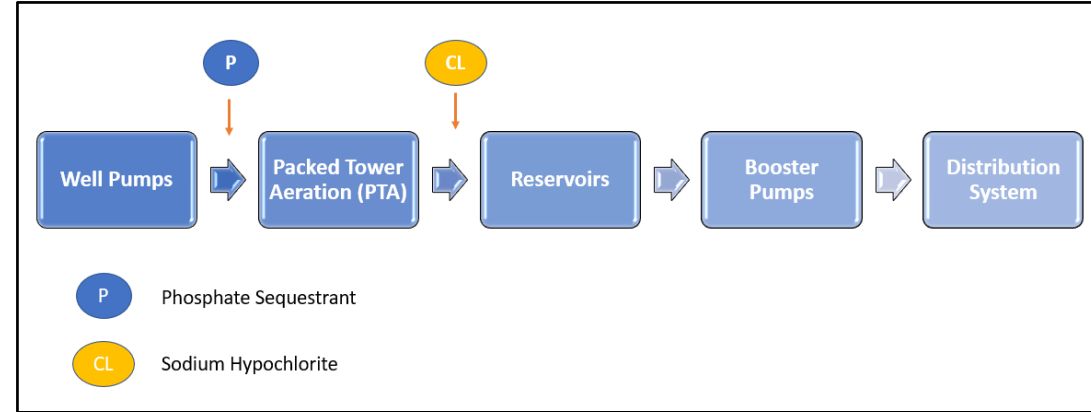 P
CL
Well Pumps
Packed Tower
Aeration (PTA)
Reservoirs
Booster
Pumps
Distribution
System
P
Phosphate Sequestrant
CL
Sodium Hypochlorite